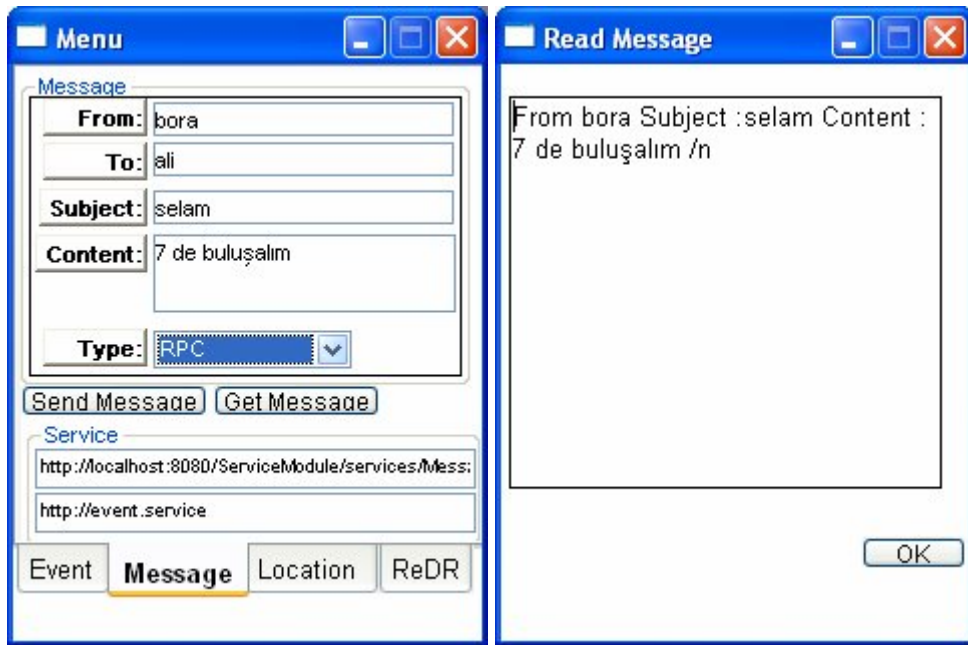 Menu
Message
From: bora
To: ali
Subject: selam
Content: 7 de buluşalım
Type: RPC
Send Message Get Message
Service
http://localhost:8080/ServiceModule/services/Messa
http://event.service
Event Message Location ReDR
Read Message
From bora Subject :selam Content :
7 de buluşalım /n
OK